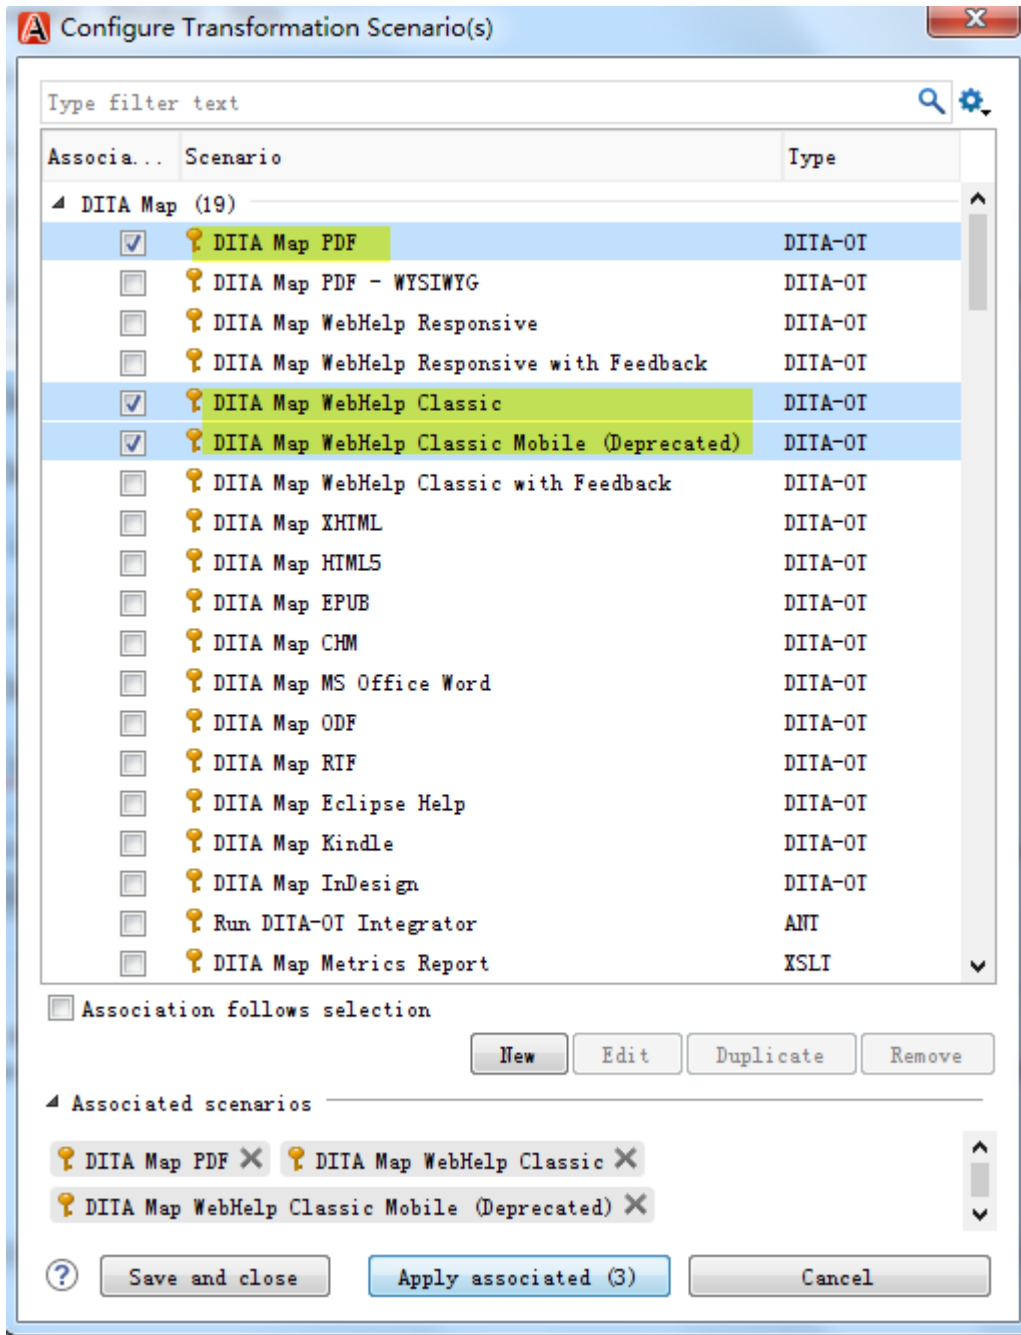 Configure Transformation Scenario(s)
Type filter text
Associa... Scenario Type
DITA Map (19)
DITA Map PDF DITA-OT
DITA Map PDF - WYSIWYG DITA-OT
DITA Map WebHelp Responsive DITA-OT
DITA Map WebHelp Responsive with Feedback DITA-OT
DITA Map WebHelp Classic DITA-OT
DITA Map WebHelp Classic Mobile (Deprecated) DITA-OT
DITA Map WebHelp Classic with Feedback DITA-OT
DITA Map XHTML DITA-OT
DITA Map HTML5 DITA-OT
DITA Map EPUB DITA-OT
DITA Map CHM DITA-OT
DITA Map MS Office Word DITA-OT
DITA Map ODF DITA-OT
DITA Map RTF DITA-OT
DITA Map Eclipse Help DITA-OT
DITA Map Kindle DITA-OT
DITA Map InDesign DITA-OT
Run DITA-OT Integrator ANT
DITA Map Metrics Report XSLT
Association follows selection
New Edit Duplicate Remove
Associated scenarios
DITA Map PDF DITA Map WebHelp Classic
DITA Map WebHelp Classic Mobile (Deprecated)
? Save and close Apply associated (3) Cancel